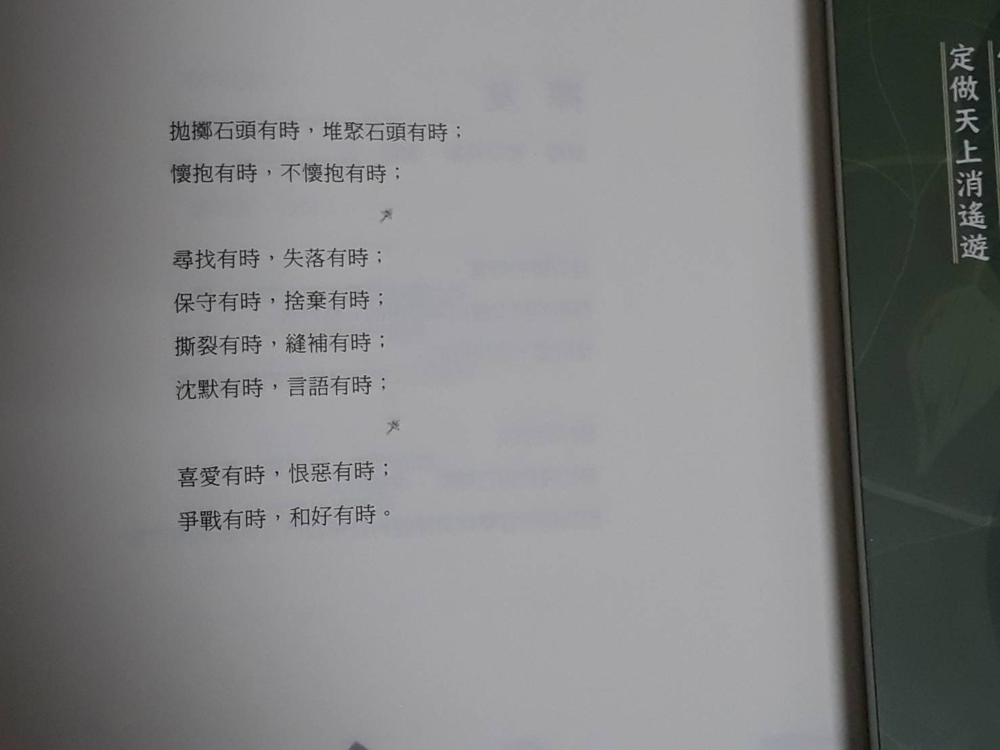 拋擲石頭有時，堆聚石頭有時；
懷抱有時，不懷抱有時；
尋找有時，失落有時；
保守有時，捨棄有時；
撕裂有時，縫補有時；
沈默有時，言語有時；
喜愛有時，恨惡有時；
爭戰有時，和好有時。
定做天上消遙遊